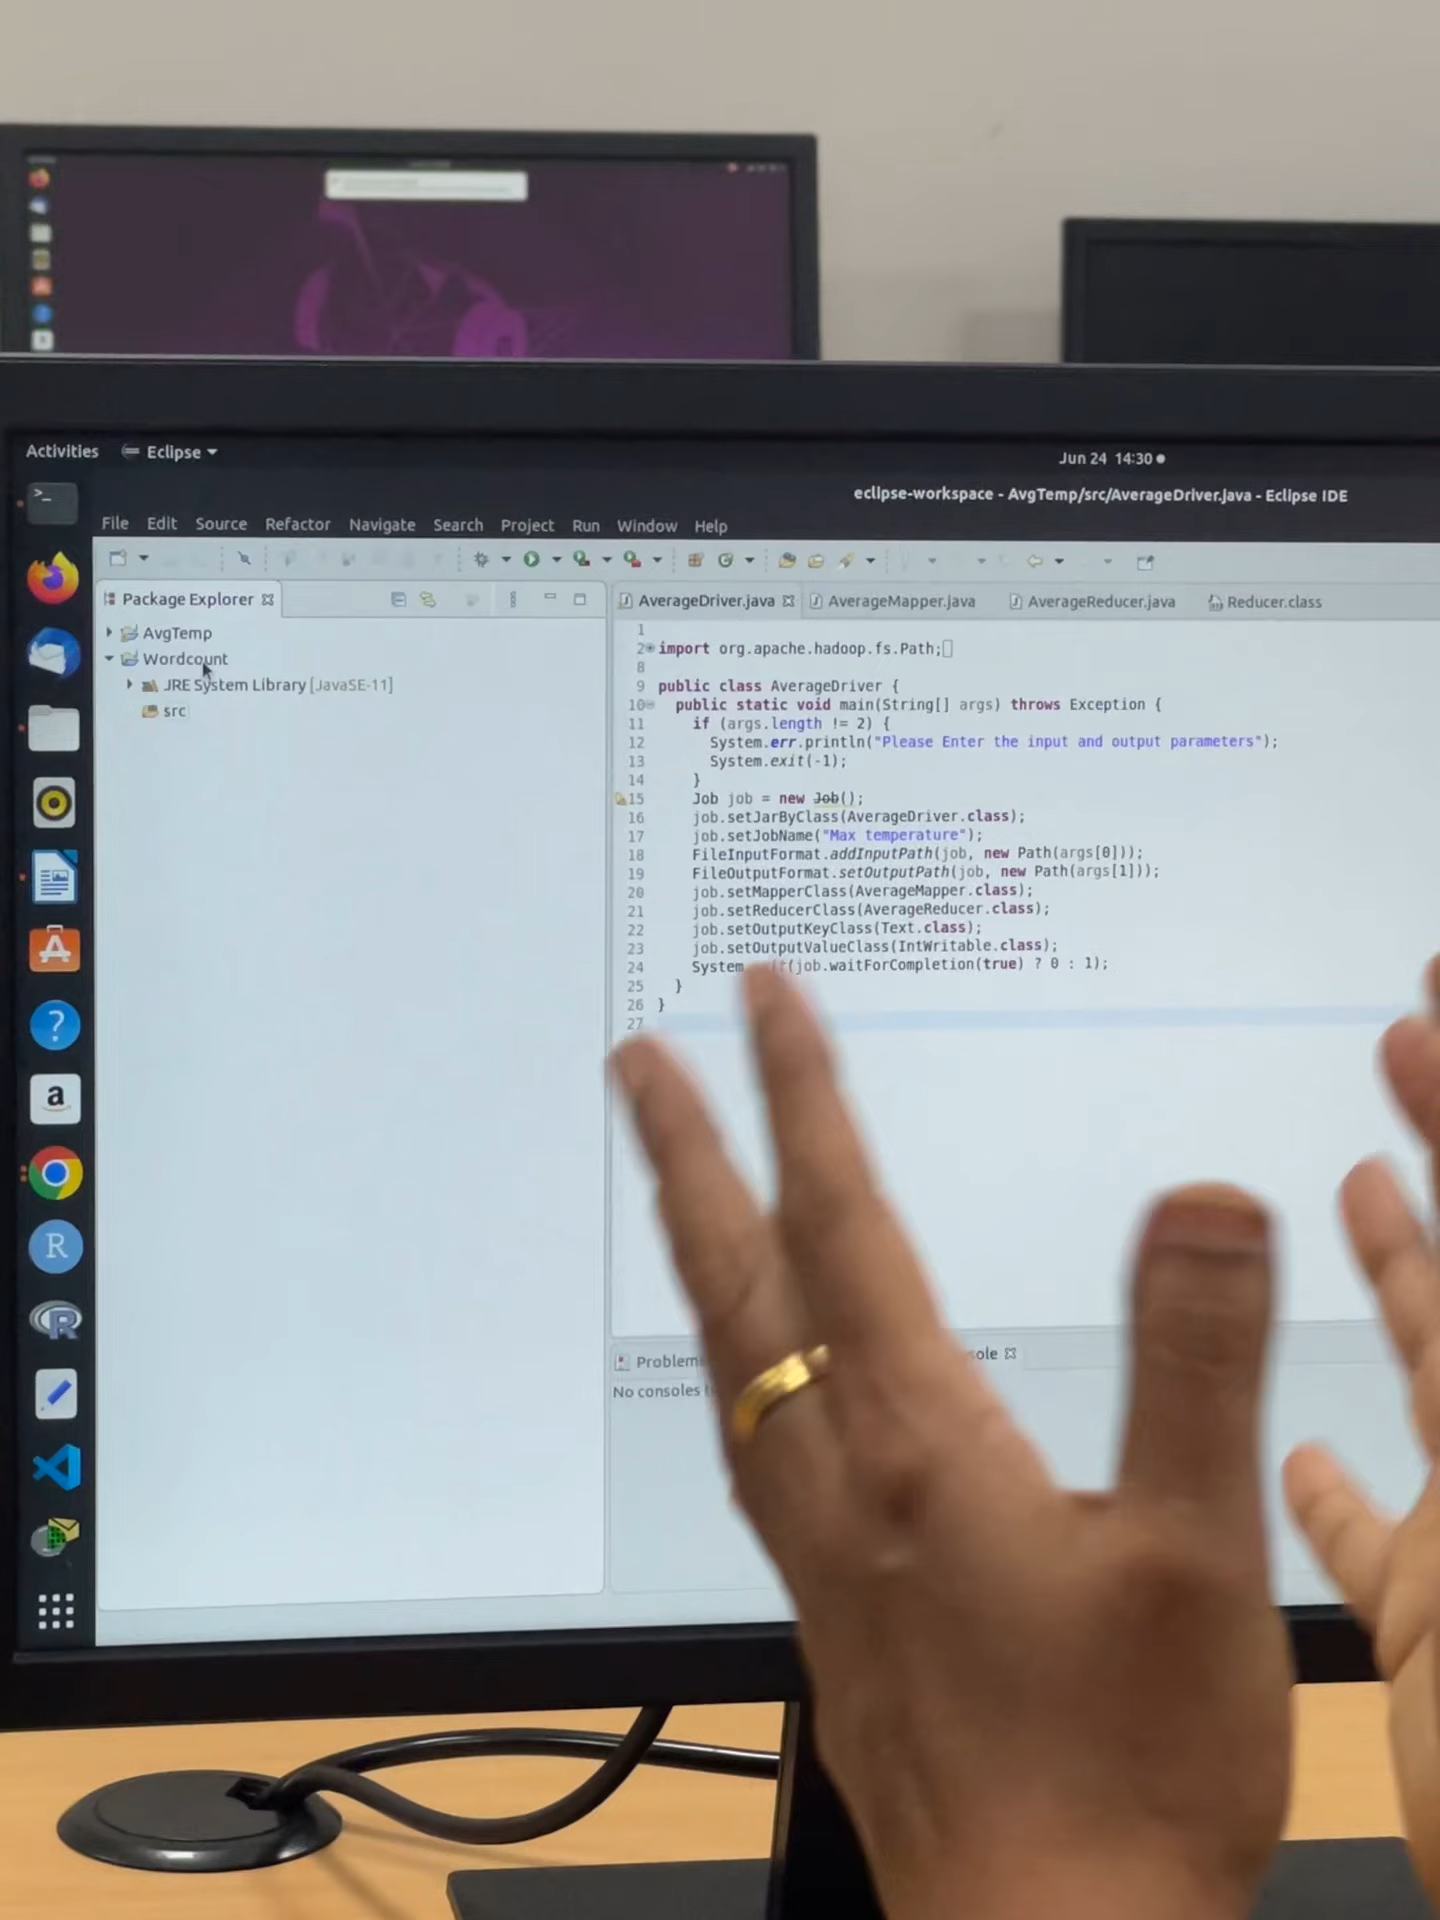 Activities Eclipse Jun 24 14:30
eclipse-workspace - AvgTemp/src/AverageDriver.java - Eclipse IDE
File Edit Source Refactor Navigate Search Project Run Window Help
Package Explorer
AvgTemp
Wordcount
JRE System Library [JavaSE-11]
src
AverageDriver.java AverageMapper.java AverageReducer.java Reducer.class
1
2 import org.apache.hadoop.fs.Path;
8
9 public class AverageDriver {
10 public static void main(String[] args) throws Exception {
11 if (args.length != 2) {
12 System.err.println("Please Enter the input and output parameters");
13 System.exit(-1);
14 }
15 Job job = new Job();
16 job.setJarByClass(AverageDriver.class);
17 job.setJobName("Max temperature");
18 FileInputFormat.addInputPath(job, new Path(args[0]));
19 FileOutputFormat.setOutputPath(job, new Path(args[1]));
20 job.setMapperClass(AverageMapper.class);
21 job.setReducerClass(AverageReducer.class);
22 job.setOutputKeyClass(Text.class);
23 job.setOutputValueClass(IntWritable.class);
24 System (job.waitForCompletion(true) ? 0 : 1);
25 }
26 }
27
No consoles
>_
?
a
R
R
A